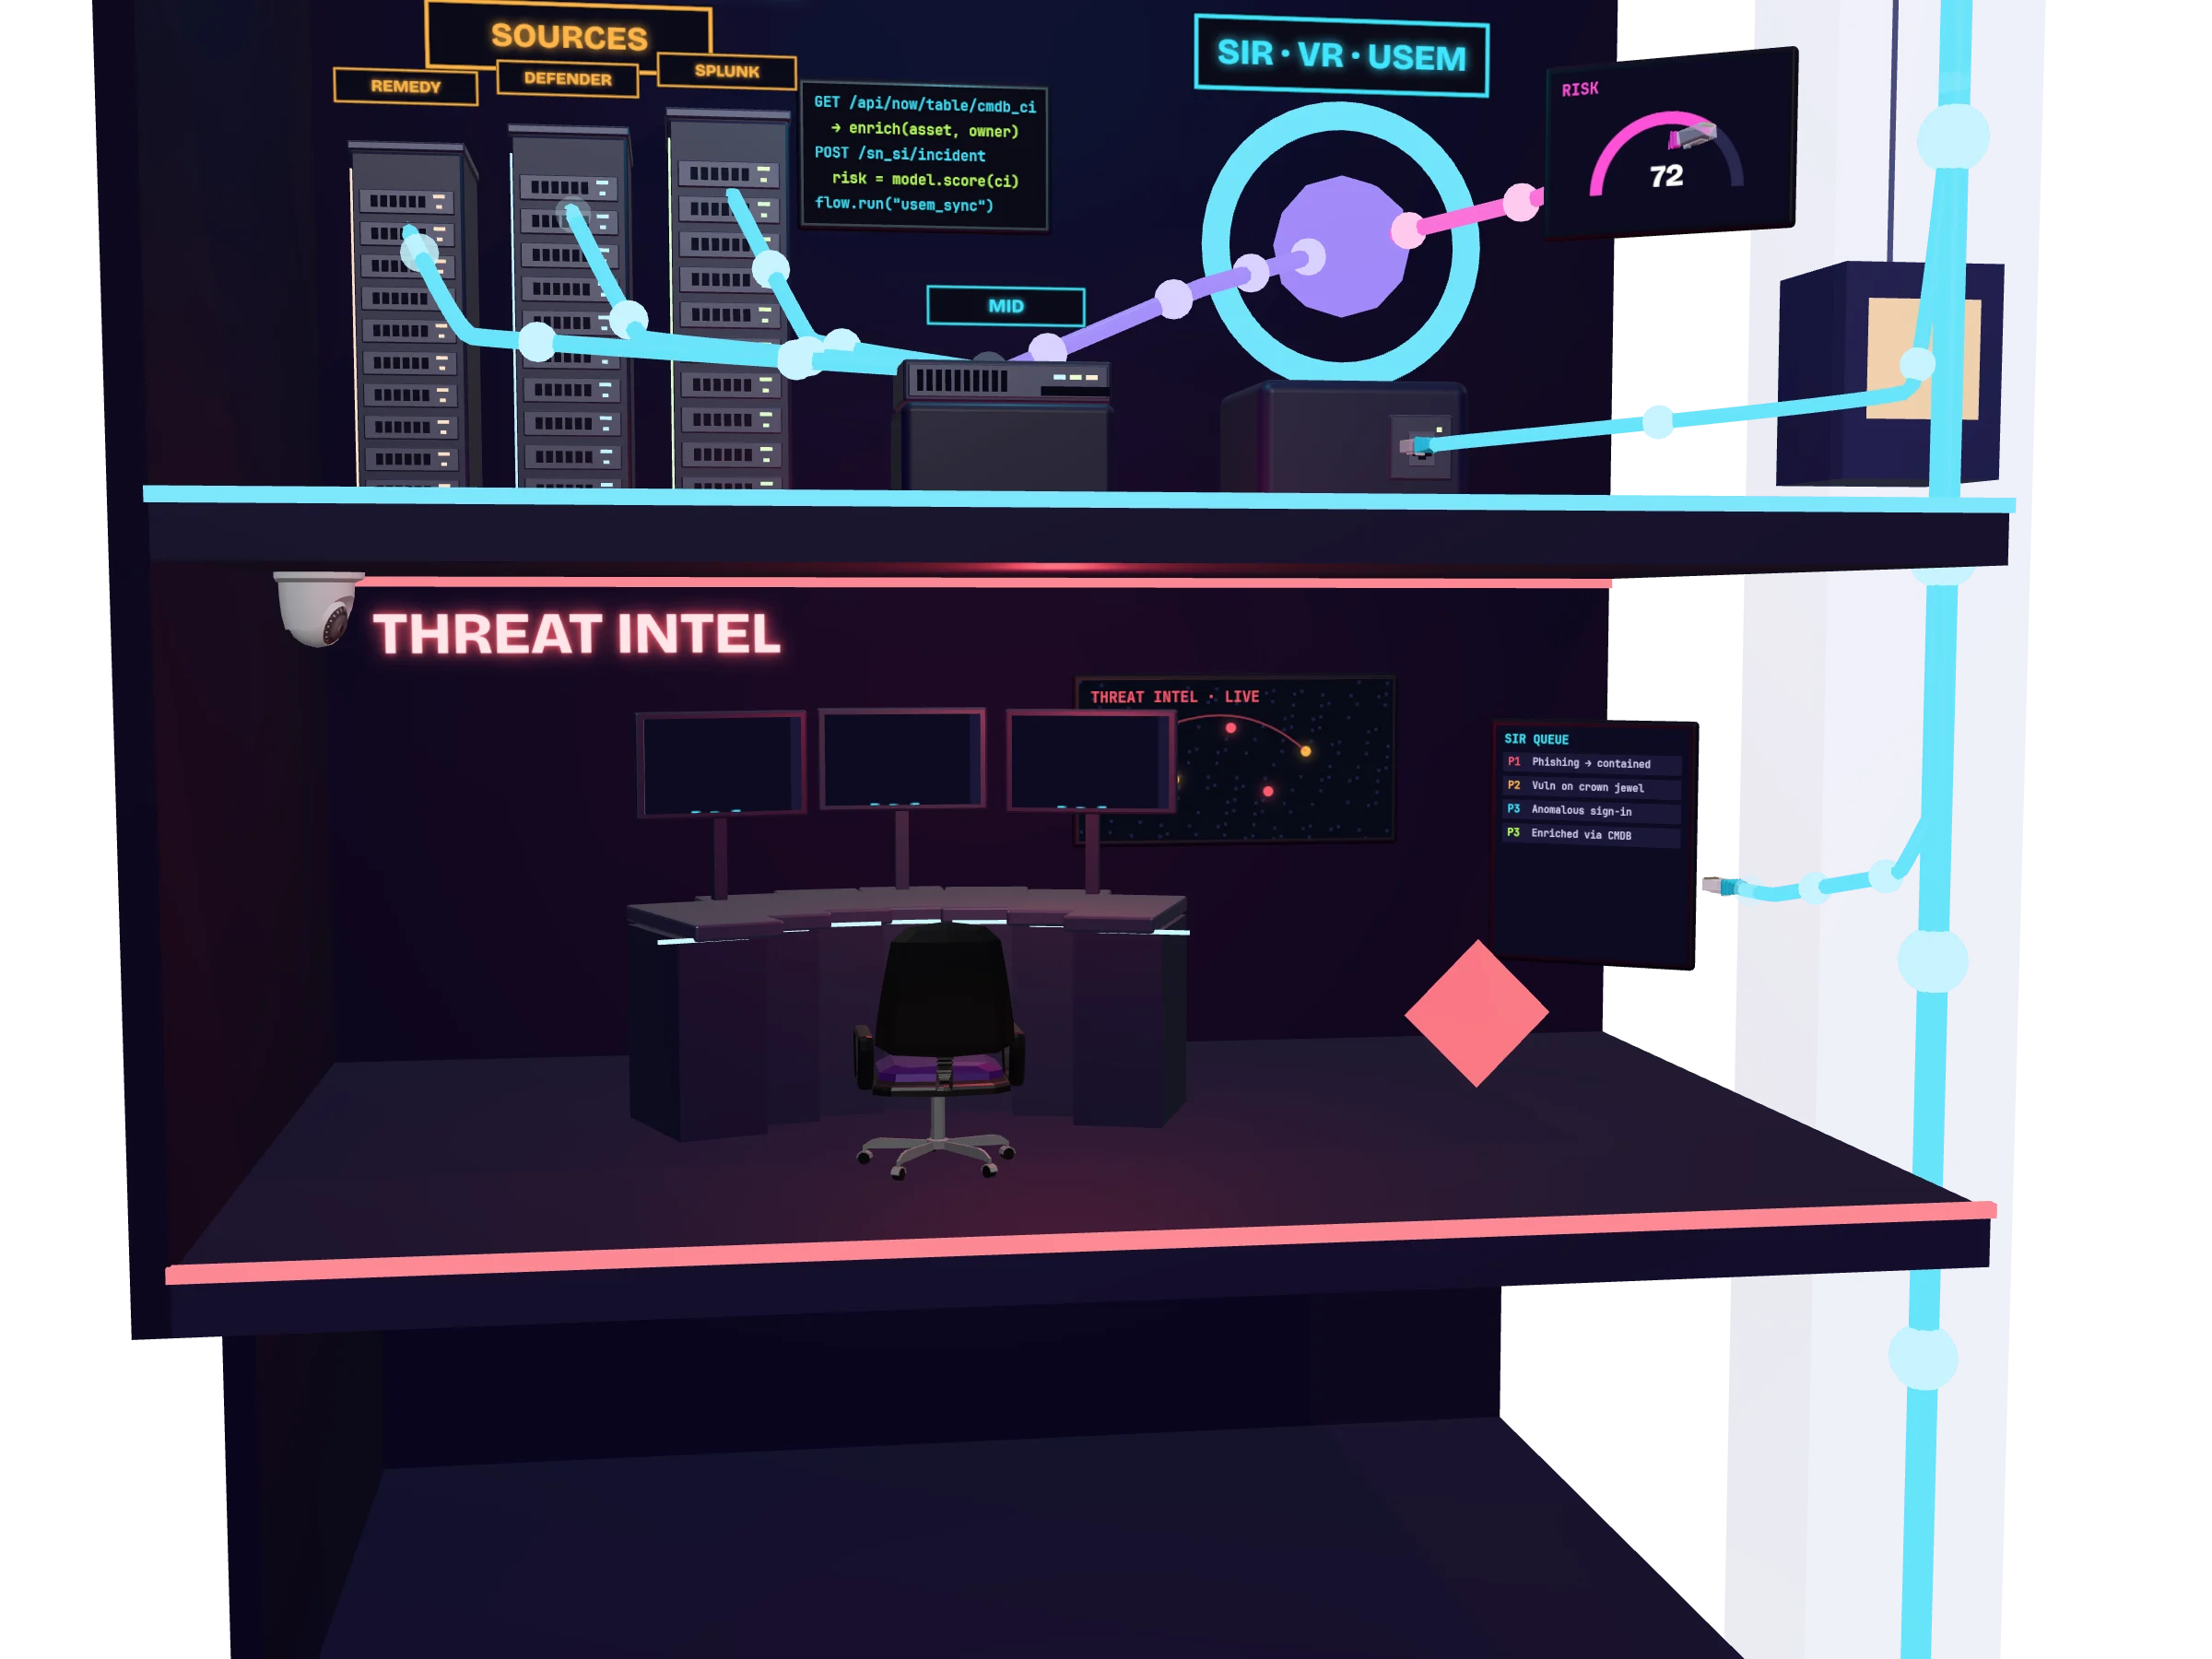 SOURCES
REMEDY
DEFENDER
SPLUNK
GET /api/now/table/cmdb_ci
→ enrich(asset, owner)
POST /sn_si/incident
risk = model.score(ci)
flow.run("usem_sync")
MID
SIR · VR · USEM
RISK
72
THREAT INTEL
THREAT INTEL · LIVE
SIR QUEUE
P1 Phishing → contained
P2 Vuln on crown jewel
P3 Anomalous sign-in
P3 Enriched via CMDB